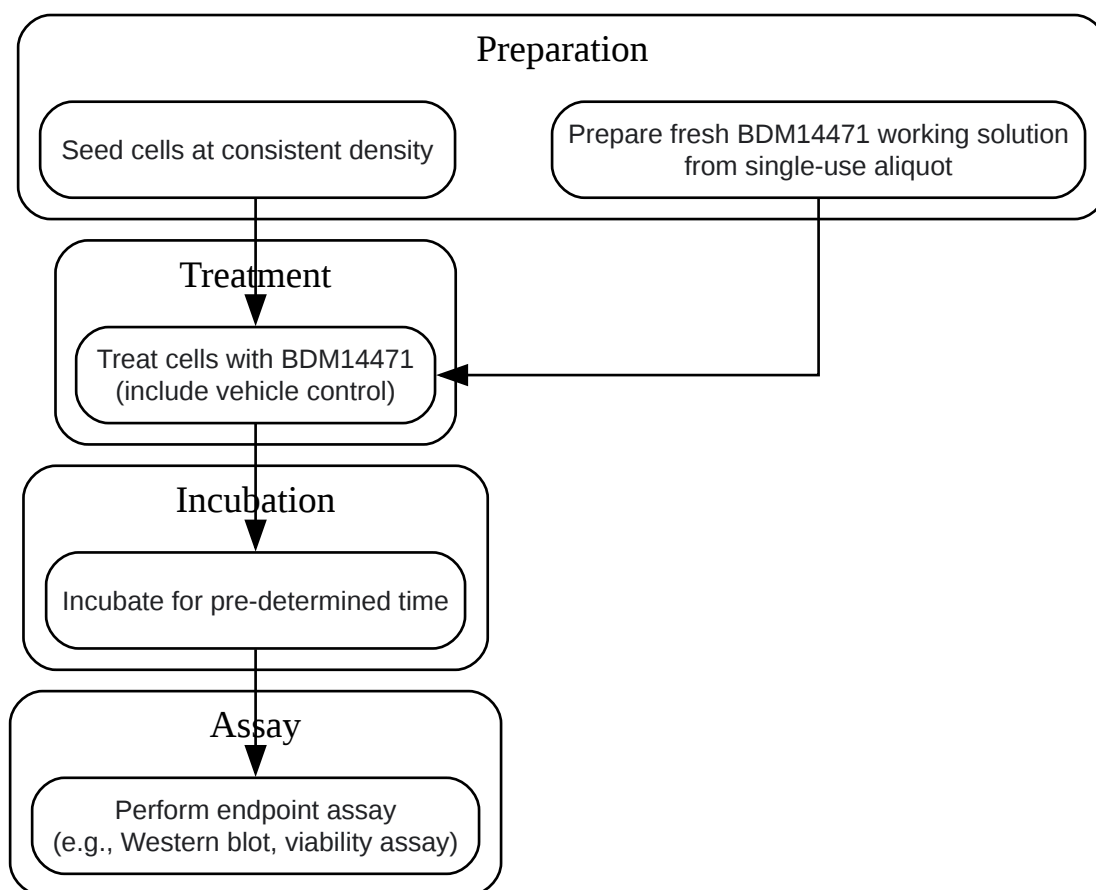 Preparation
Seed cells at consistent density
Prepare fresh BDM14471 working solution
from single-use aliquot
Treatment
Treat cells with BDM14471
(include vehicle control)
Incubation
Incubate for pre-determined time
Assay
Perform endpoint assay
(e.g., Western blot, viability assay)